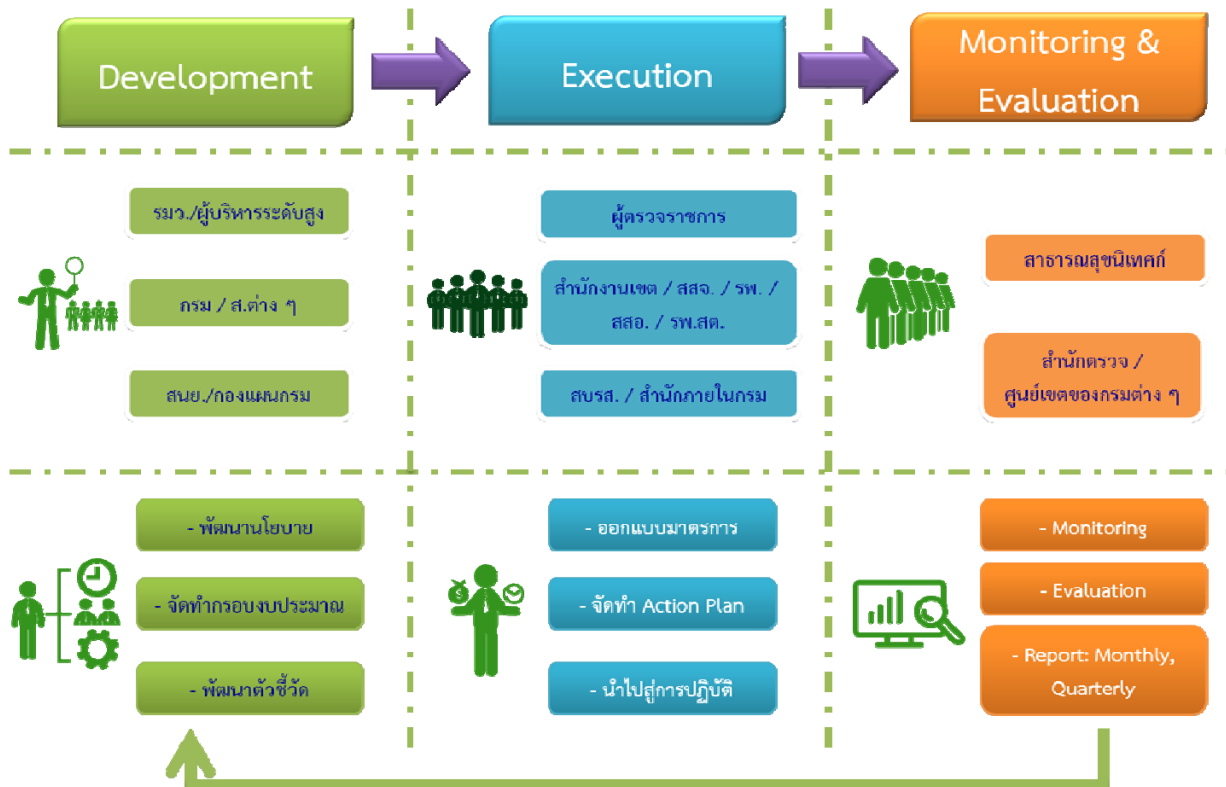 Development
Execution
Monitoring &
Evaluation
รมว./ผู้บริหารระดับสูง
กรม / ส.ต่าง ๆ
สนย./กองแผนกรม
ผู้ตรวจราชการ
สำนักงานเขต / สสจ. / รพ. /
สสอ. / รพ.สต.
สบรส. / สำนักภายในกรม
สาธารณสุขนิเทศก์
สำนักตรวจ /
ศูนย์เขตของกรมต่าง ๆ
- พัฒนานโยบาย
- จัดทำกรอบงบประมาณ
- พัฒนาตัวชี้วัด
- ออกแบบมาตรการ
- จัดทำ Action Plan
- นำไปสู่การปฏิบัติ
- Monitoring
- Evaluation
- Report: Monthly,
Quarterly